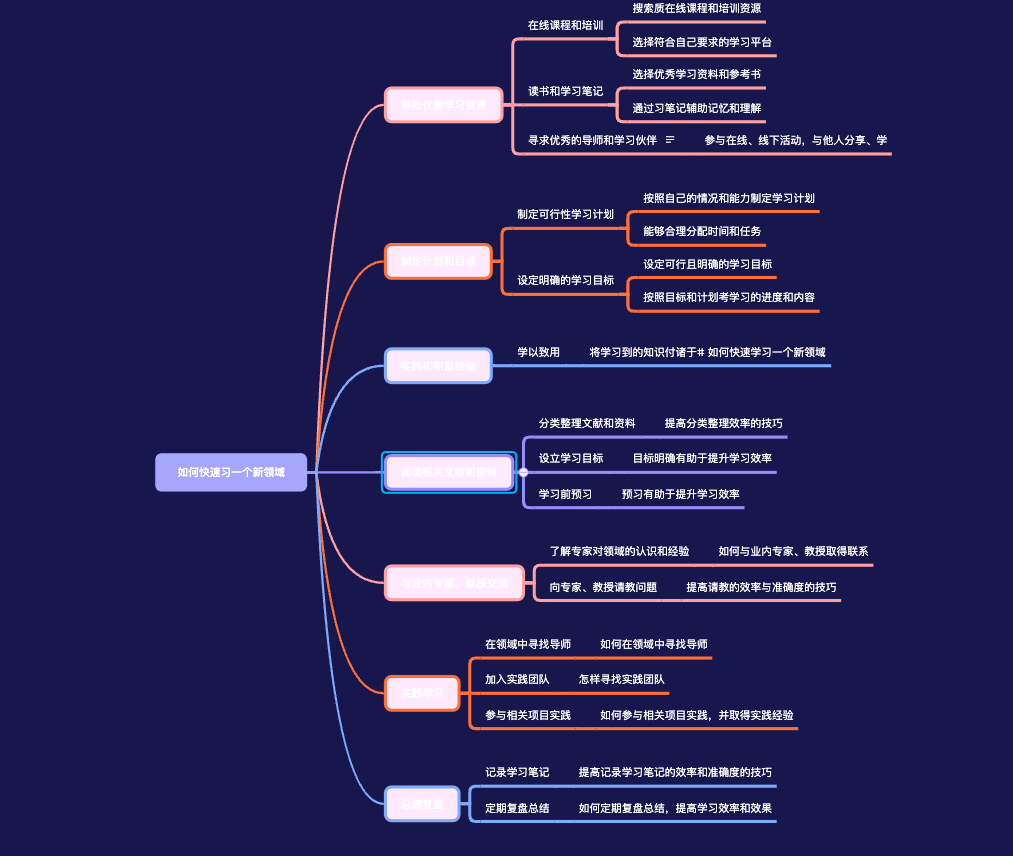 如何快速习一个新领域
寻找优质学习资源
在线课程和培训
搜索质在线课程和培训资源
选择符合自己要求的学习平台
读书和学习笔记
选择优秀学习资料和参考书
通过习笔记辅助记忆和理解
寻求优秀的导师和学习伙伴
参与在线、线下活动，与他人分享、学
制定计划和目标
制定可行性学习计划
按照自己的情况和能力制定学习计划
能够合理分配时间和任务
设定明确的学习目标
设定可行且明确的学习目标
按照目标和计划考学习的进度和内容
实践和积累经验
学以致用
将学习到的知识付诸于# 如何快速学习一个新领域
阅读相关文献和资料
分类整理文献和资料
提高分类整理效率的技巧
设立学习目标
目标明确有助于提升学习效率
学习前预习
预习有助于提升学习效率
与业内专家、教授交流
了解专家对领域的认识和经验
如何与业内专家、教授取得联系
向专家、教授请教问题
提高请教的效率与准确度的技巧
实践学习
在领域中寻找导师
如何在领域中寻找导师
加入实践团队
怎样寻找实践团队
参与相关项目实践
如何参与相关项目实践，并取得实践经验
总结复盘
记录学习笔记
提高记录学习笔记的效率和准确度的技巧
定期复盘总结
如何定期复盘总结，提高学习效率和效果